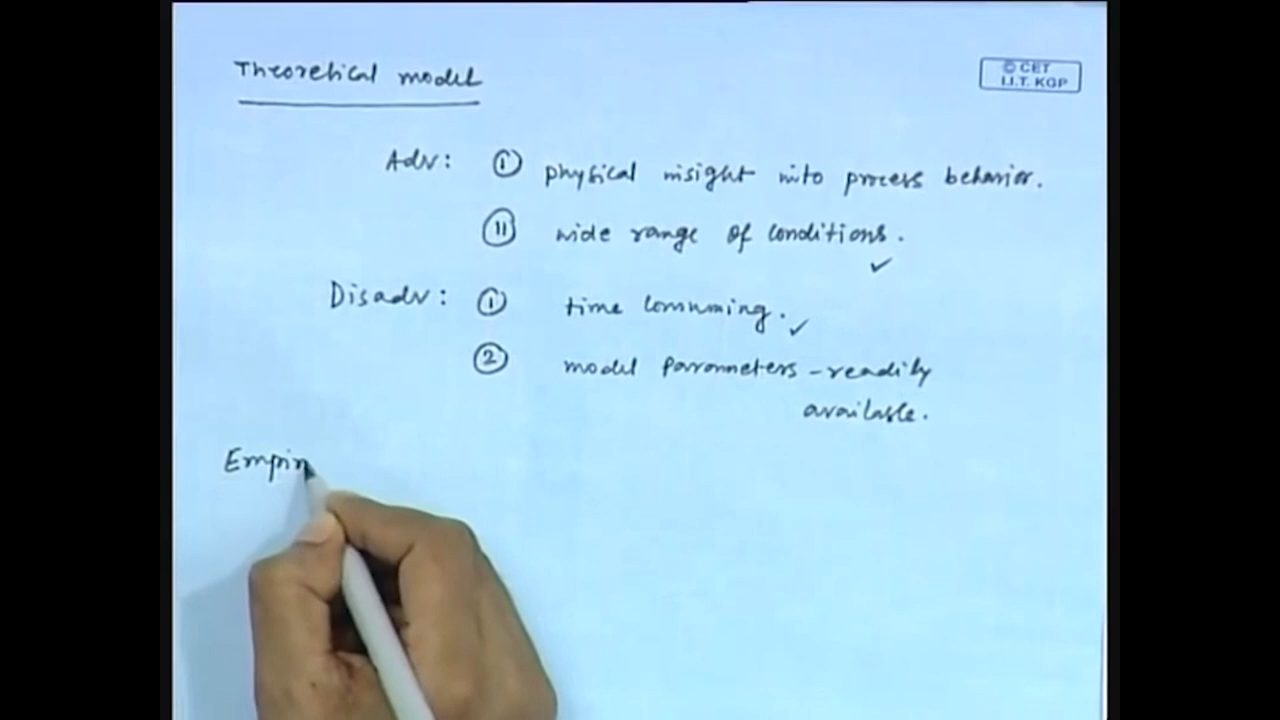 Theoretical model
© CET
I.I.T. KGP
Adv: (i) physical insight into process behavior.
(ii) wide range of conditions. ✓
Disadv: (1) time consuming. ✓
(2) model parameters - readily
available.
Empir